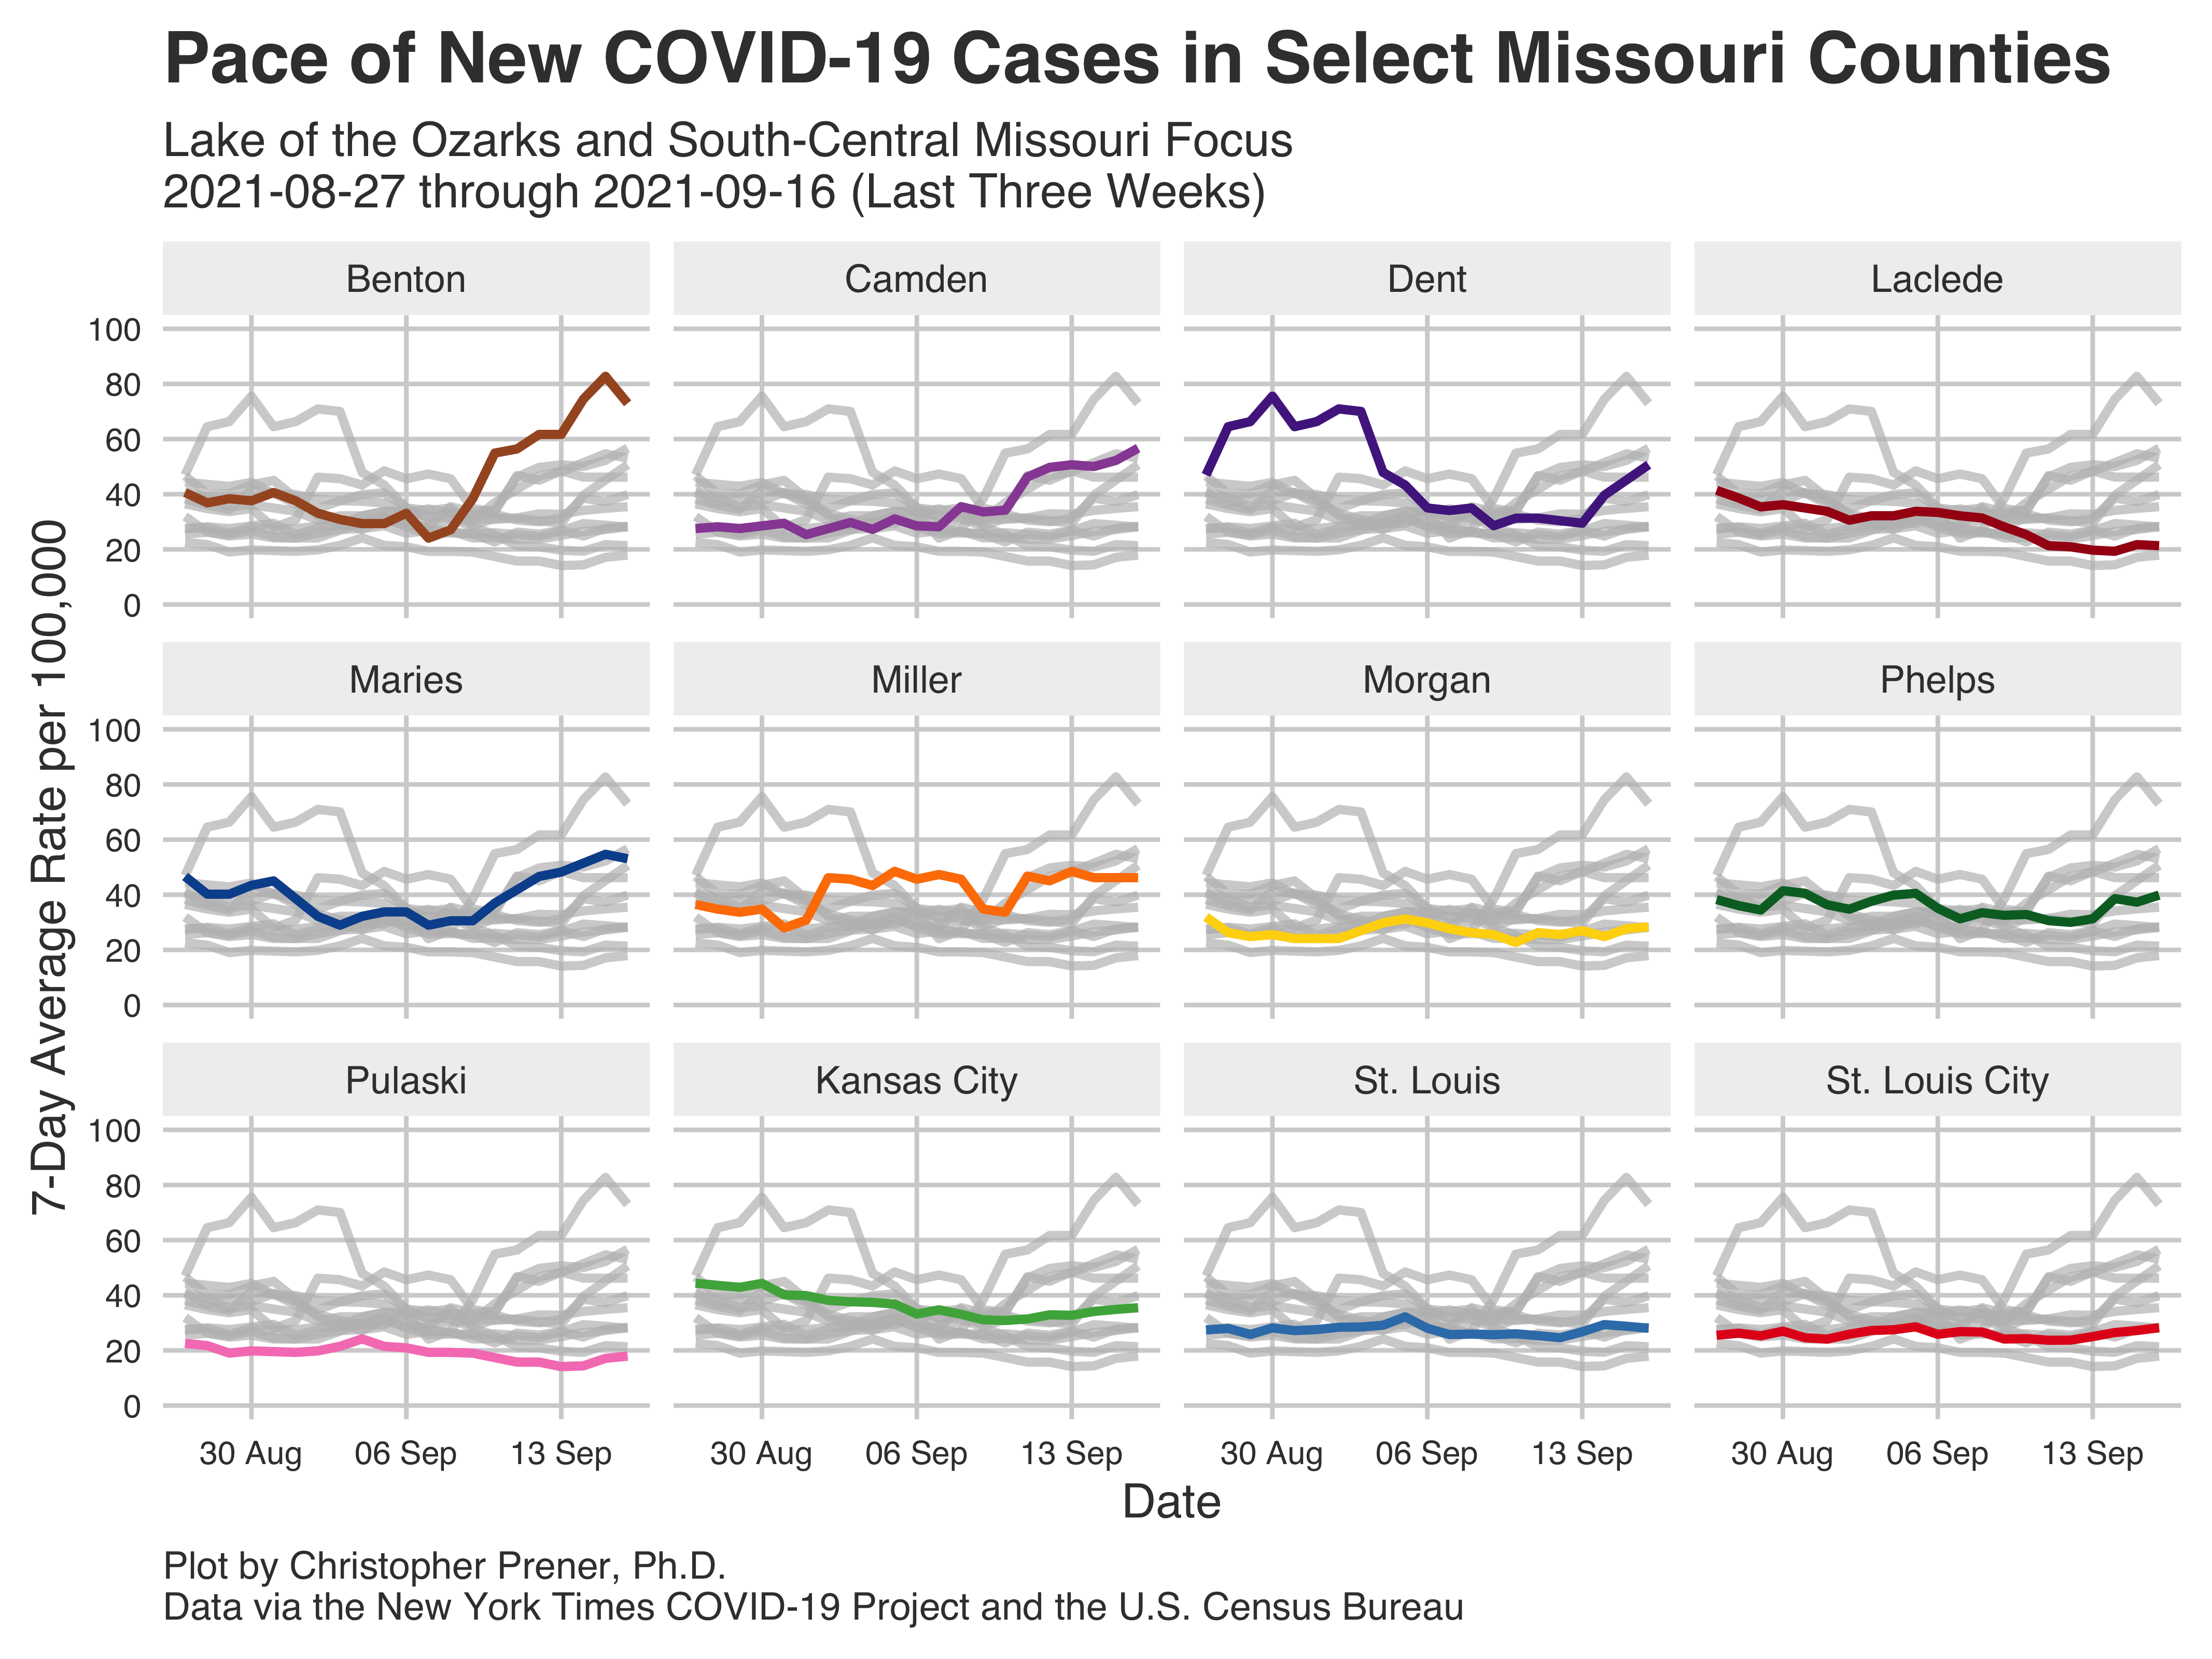 Pace of New COVID-19 Cases in Select Missouri Counties
Lake of the Ozarks and South-Central Missouri Focus
2021-08-27 through 2021-09-16 (Last Three Weeks)
7-Day Average Rate per 100,000
Benton
Camden
Dent
Laclede
100
80
60
40
20
0
Maries
Miller
Morgan
Phelps
100
80
60
40
20
0
Pulaski
Kansas City
St. Louis
St. Louis City
100
80
60
40
20
0
30 Aug 06 Sep 13 Sep
30 Aug 06 Sep 13 Sep
30 Aug 06 Sep 13 Sep
30 Aug 06 Sep 13 Sep
Date
Plot by Christopher Prener, Ph.D.
Data via the New York Times COVID-19 Project and the U.S. Census Bureau